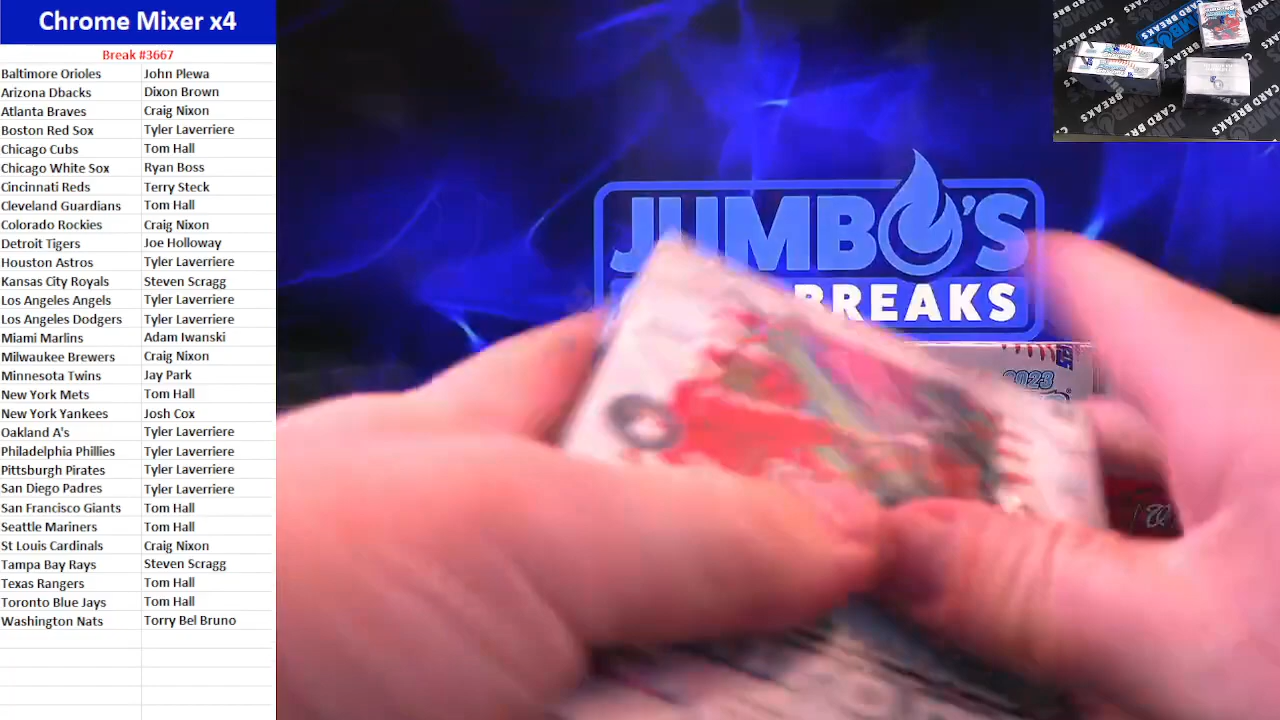 Chrome Mixer x4
Break #3667
Baltimore Orioles John Plewa
Arizona Dbacks Dixon Brown
Atlanta Braves Craig Nixon
Boston Red Sox Tyler Laverriere
Chicago Cubs Tom Hall
Chicago White Sox Ryan Boss
Cincinnati Reds Terry Steck
Cleveland Guardians Tom Hall
Colorado Rockies Craig Nixon
Detroit Tigers Joe Holloway
Houston Astros Tyler Laverriere
Kansas City Royals Steven Scragg
Los Angeles Angels Tyler Laverriere
Los Angeles Dodgers Tyler Laverriere
Miami Marlins Adam Iwanski
Milwaukee Brewers Craig Nixon
Minnesota Twins Jay Park
New York Mets Tom Hall
New York Yankees Josh Cox
Oakland A's Tyler Laverriere
Philadelphia Phillies Tyler Laverriere
Pittsburgh Pirates Tyler Laverriere
San Diego Padres Tyler Laverriere
San Francisco Giants Tom Hall
Seattle Mariners Tom Hall
St Louis Cardinals Craig Nixon
Tampa Bay Rays Steven Scragg
Texas Rangers Tom Hall
Toronto Blue Jays Tom Hall
Washington Nats Torry Bel Bruno
JUMBO'S
BREAKS
2023
CARD BREAKS